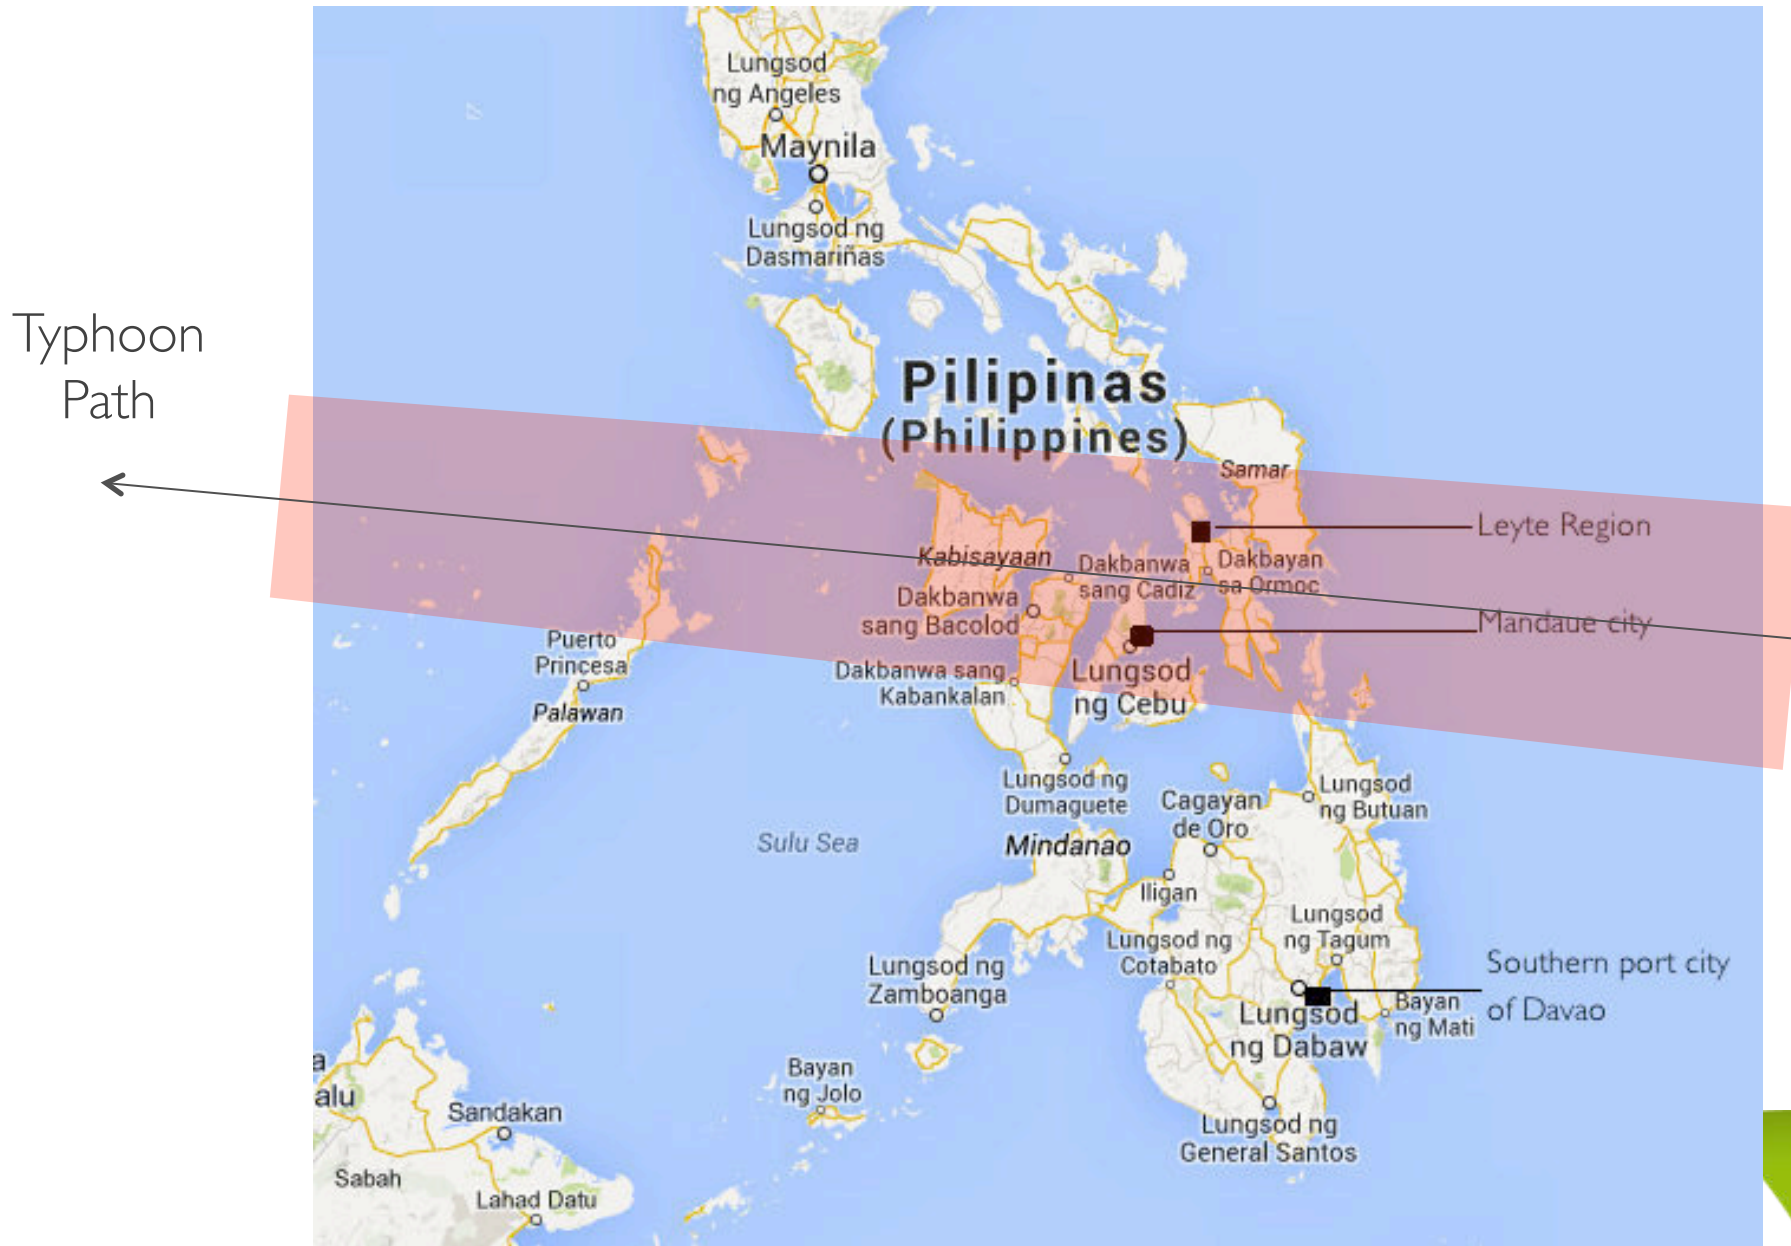 Lungsod
ng Angeles
Maynila
Lungsod ng
Dasmariñas
Typhoon
Path
Pilipinas
(Philippines)
Samar
Leyte Region
Kabisayaan
Dakbanwa
sang Cadiz
Dakbayan
sa Ormoc
Dakbanwa
sang Bacolod
Mandaue city
Puerto
Princesa
Palawan
Dakbanwa sang
Kabankalan
Lungsod
ng Cebu
Lungsod ng
Dumaguete
Cagayan
de Oro
Lungsod
ng Butuan
Sulu Sea
Mindanao
Iligan
Lungsod
ng Tagum
Lungsod ng
Cotabato
Lungsod ng
Zamboanga
Southern port city
of Davao
Bayan
ng Mati
Lungsod
ng Dabaw
Bayan
ng Jolo
a
alu
Sandakan
Lungsod ng
General Santos
Sabah
Lahad Datu